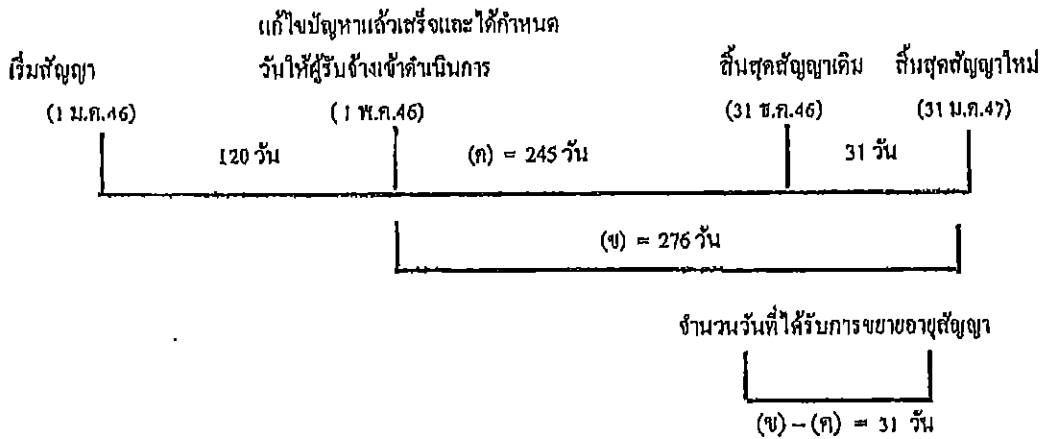 แก้ไขปัญหาแล้วเสร็จและได้กำหนด
เริ่มสัญญา วันให้ผู้รับจ้างเข้าดำเนินการ สิ้นสุดสัญญาเดิม สิ้นสุดสัญญาใหม่
(1 ม.ค.46) (1 พ.ค.46) (31 ธ.ค.46) (31 ม.ค.47)
120 วัน (ค) = 245 วัน 31 วัน
(ข) = 276 วัน
จำนวนวันที่ได้รับการขยายอายุสัญญา
(ข) – (ค) = 31 วัน